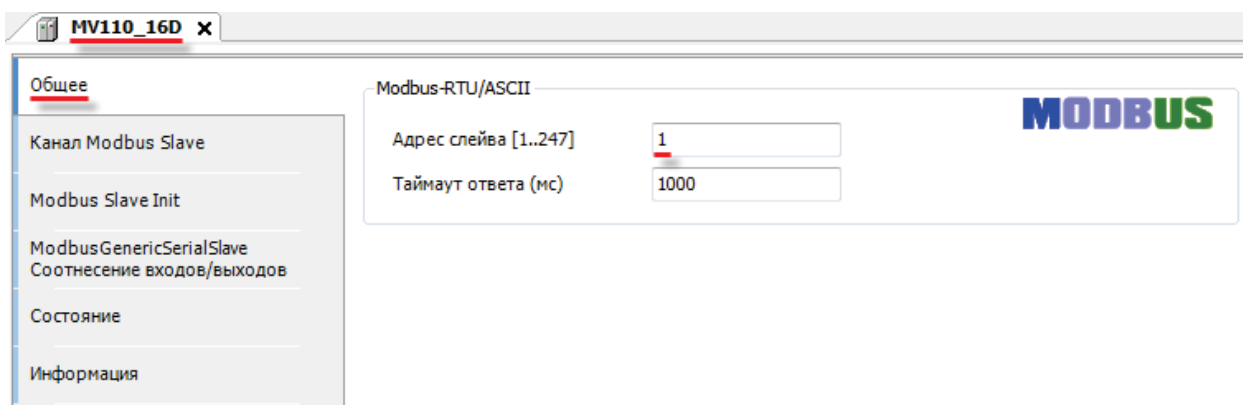 MV110_16D X
Общее
Канал Modbus Slave
Modbus Slave Init
ModbusGenericSerialSlave
Соотнесение входов/выходов
Состояние
Информация
Modbus-RTU/ASCII
MODBUS
Адрес слейва [1..247] 1
Таймаут ответа (мс) 1000